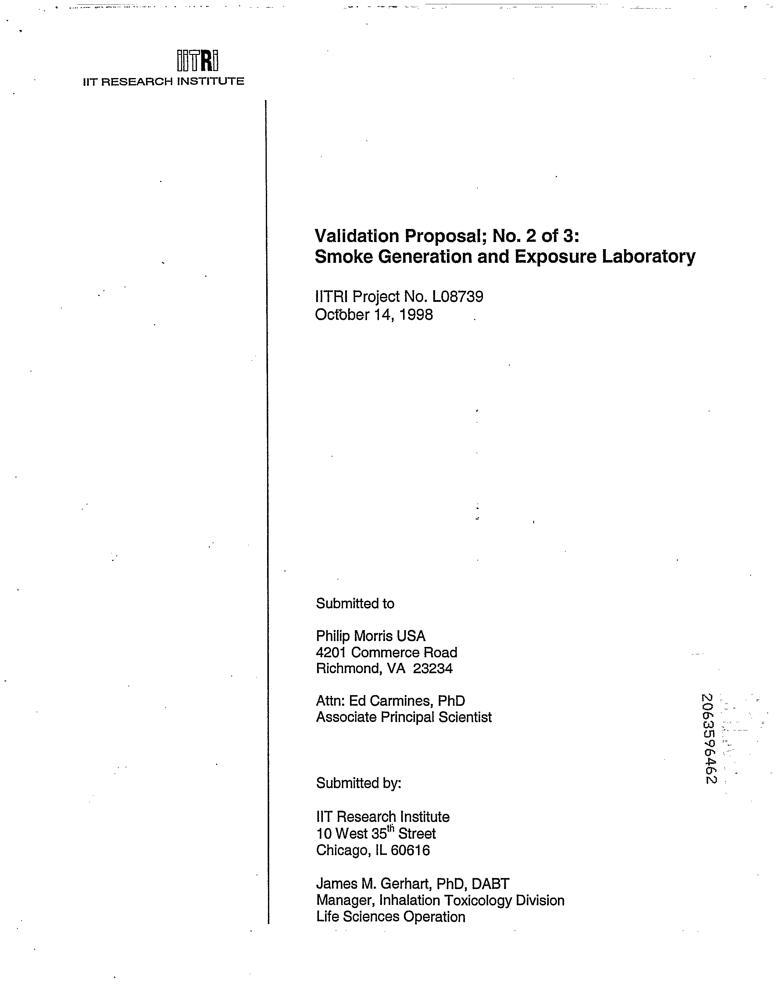 IITRI
IIT RESEARCH INSTITUTE
Validation Proposal; No. 2 of 3:
Smoke Generation and Exposure Laboratory
IITRI Project No. L08739
October 14, 1998
Submitted to
Philip Morris USA
4201 Commerce Road
Richmond, VA 23234
Attn: Ed Carmines, PhD
Associate Principal Scientist
2063596462
Submitted by:
IIT Research Institute
10 West 35th Street
Chicago, IL 60616
James M. Gerhart, PhD, DABT
Manager, Inhalation Toxicology Division
Life Sciences Operation